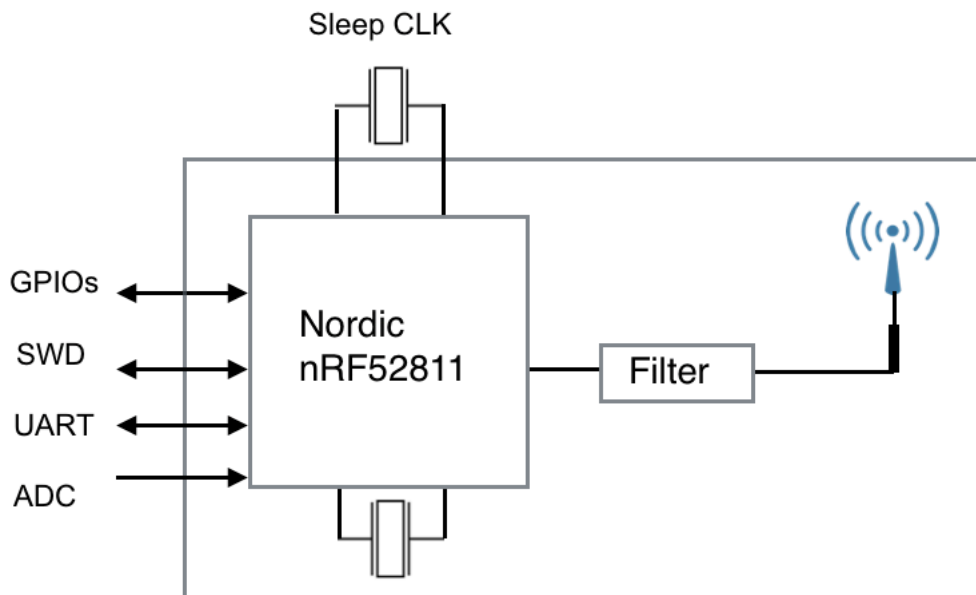 Sleep CLK
GPIOs
SWD
UART
ADC
Nordic
nRF52811
Filter